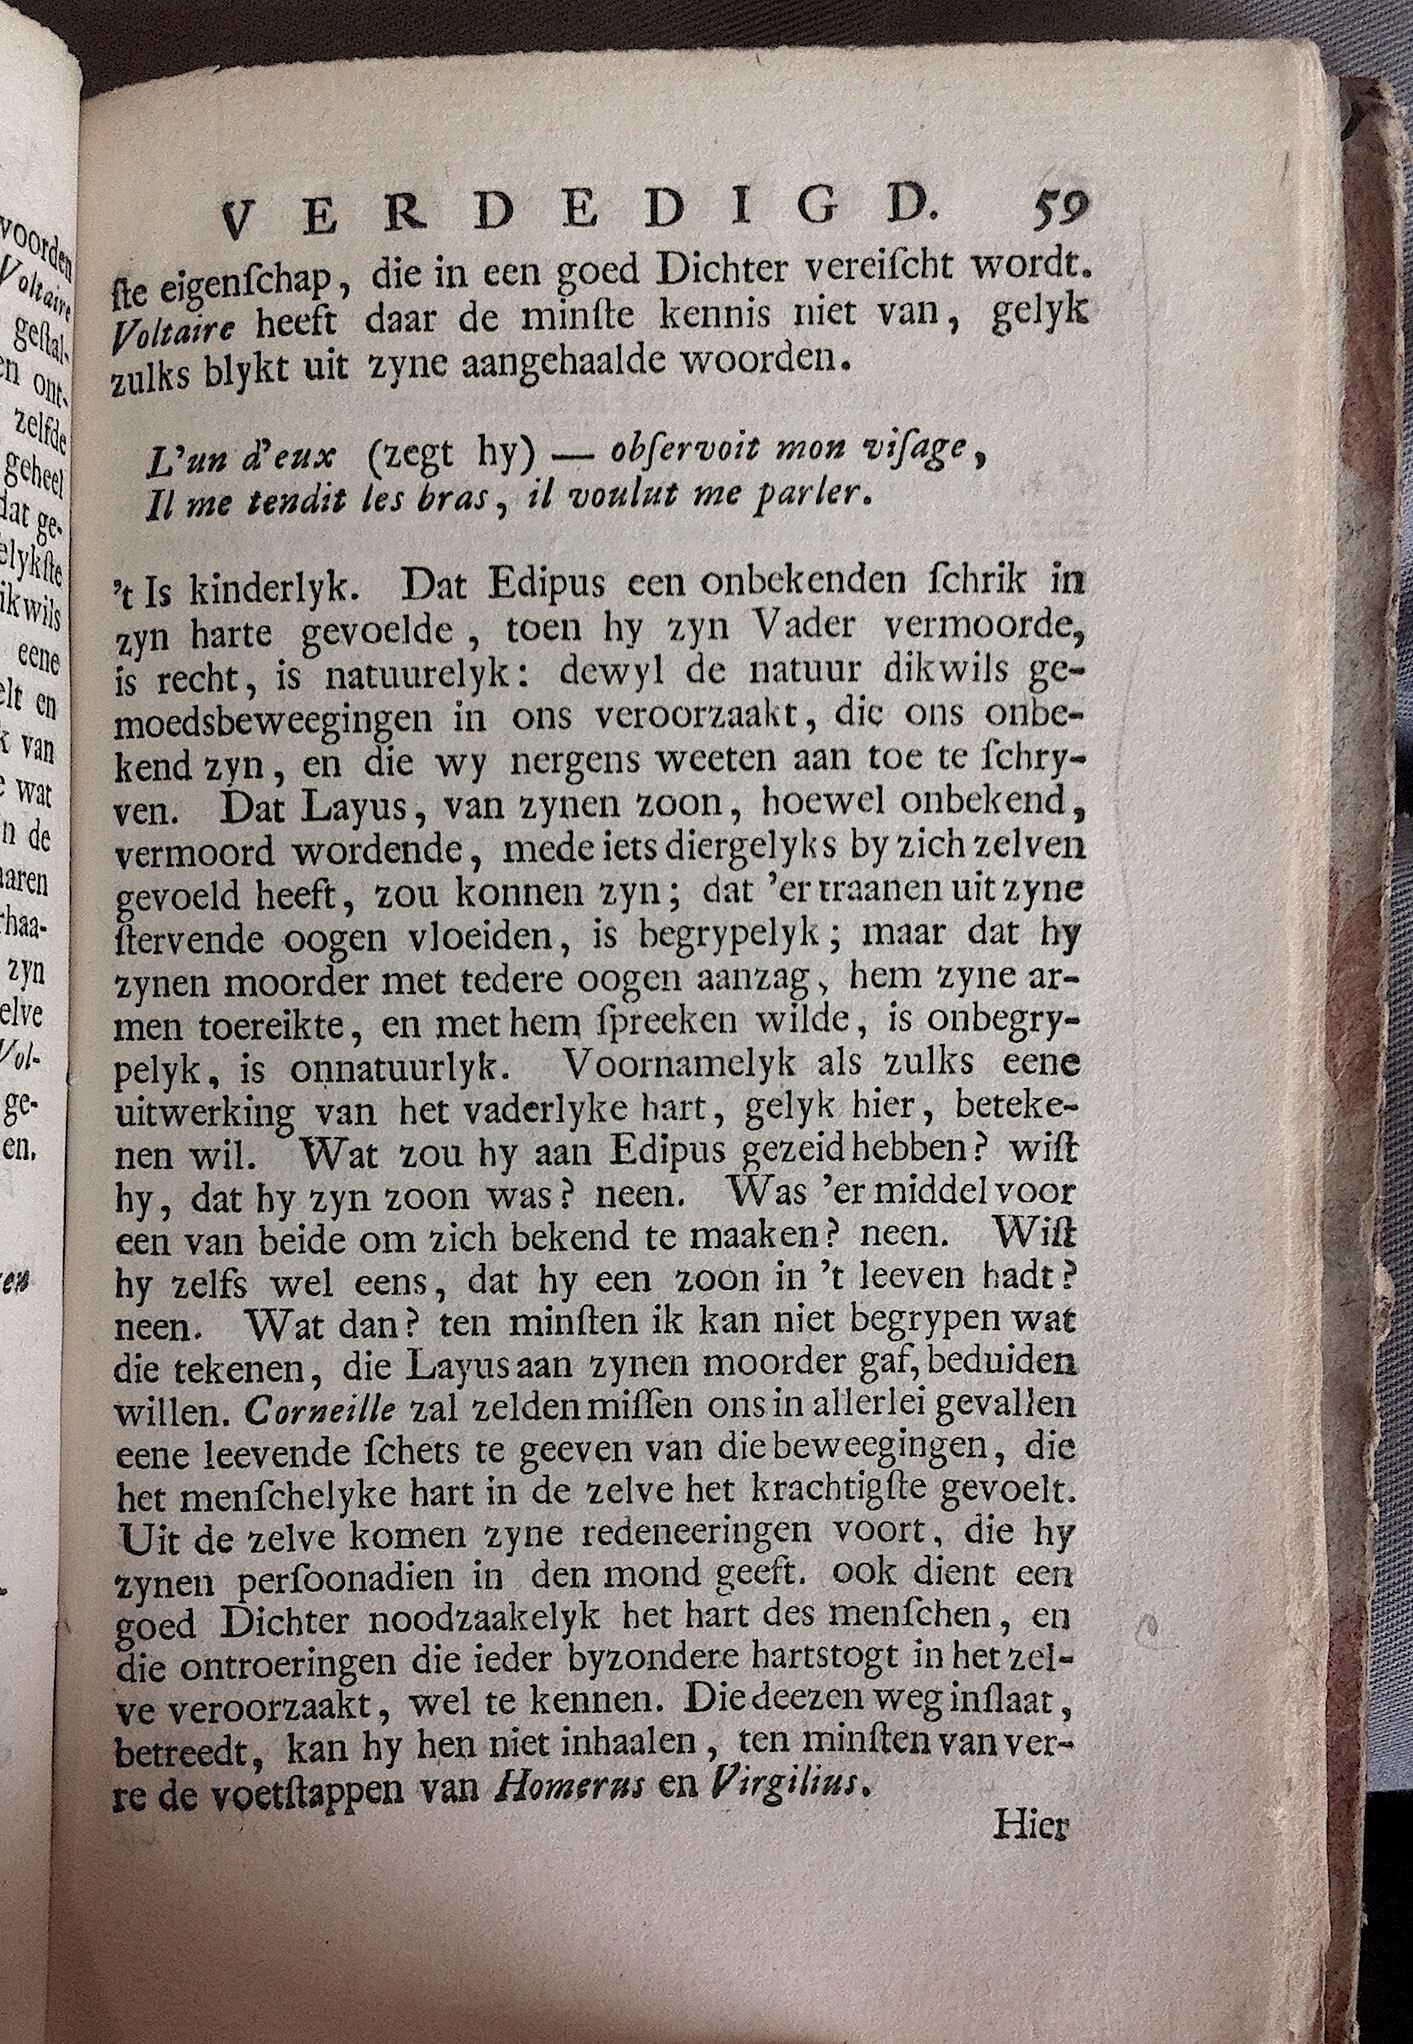 VERDEDIGD. 59
ſte eigenſchap, die in een goed Dichter vereiſcht wordt.
Voltaire heeft daar de minſte kennis niet van, gelyk
zulks blykt uit zyne aangehaalde woorden.
L'un d'eux (zegt hy) — obſervoit mon viſage,
Il me tendit les bras, il voulut me parler.
't Is kinderlyk. Dat Edipus een onbekenden ſchrik in
zyn harte gevoelde, toen hy zyn Vader vermoorde,
is recht, is natuurelyk: dewyl de natuur dikwils ge-
moedsbeweegingen in ons veroorzaakt, die ons onbe-
kend zyn, en die wy nergens weeten aan toe te ſchry-
ven. Dat Layus, van zynen zoon, hoewel onbekend,
vermoord wordende, mede iets diergelyks by zich zelven
gevoeld heeft, zou konnen zyn; dat 'er traanen uit zyne
ſtervende oogen vloeiden, is begrypelyk; maar dat hy
zynen moorder met tedere oogen aanzag, hem zyne ar-
men toereikte, en met hem ſpreeken wilde, is onbegry-
pelyk, is onnatuurlyk. Voornamelyk als zulks eene
uitwerking van het vaderlyke hart, gelyk hier, beteke-
nen wil. Wat zou hy aan Edipus gezeid hebben? wiſt
hy, dat hy zyn zoon was? neen. Was 'er middel voor
een van beide om zich bekend te maaken? neen. Wiſt
hy zelfs wel eens, dat hy een zoon in 't leeven hadt?
neen. Wat dan? ten minſten ik kan niet begrypen wat
die tekenen, die Layus aan zynen moorder gaf, beduiden
willen. Corneille zal zelden miſſen ons in allerlei gevallen
eene leevende ſchets te geeven van die beweegingen, die
het menſchelyke hart in de zelve het krachtigſte gevoelt.
Uit de zelve komen zyne redeneeringen voort, die hy
zynen perſoonadien in den mond geeft. ook dient een
goed Dichter noodzaakelyk het hart des menſchen, en
die ontroeringen die ieder byzondere hartstogt in het zel-
ve veroorzaakt, wel te kennen. Die deezen weg inſlaat,
betreedt, kan hy hen niet inhaalen, ten minſten van ver-
re de voetſtappen van Homerus en Virgilius.
Hier